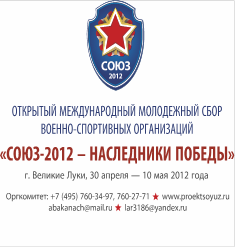 СОЮЗ
2012
ОТКРЫТЫЙ МЕЖДУНАРОДНЫЙ МОЛОДЕЖНЫЙ СБОР
ВОЕННО-СПОРТИВНЫХ ОРГАНИЗАЦИЙ
«СОЮЗ-2012 – НАСЛЕДНИКИ ПОБЕДЫ»
г. Великие Луки, 30 апреля — 10 мая 2012 года
Оргкомитет: +7 (495) 760-34-97, 760-27-71 ★ www.proektsoyuz.ru
abakanach@mail.ru ★ lar3186@yandex.ru